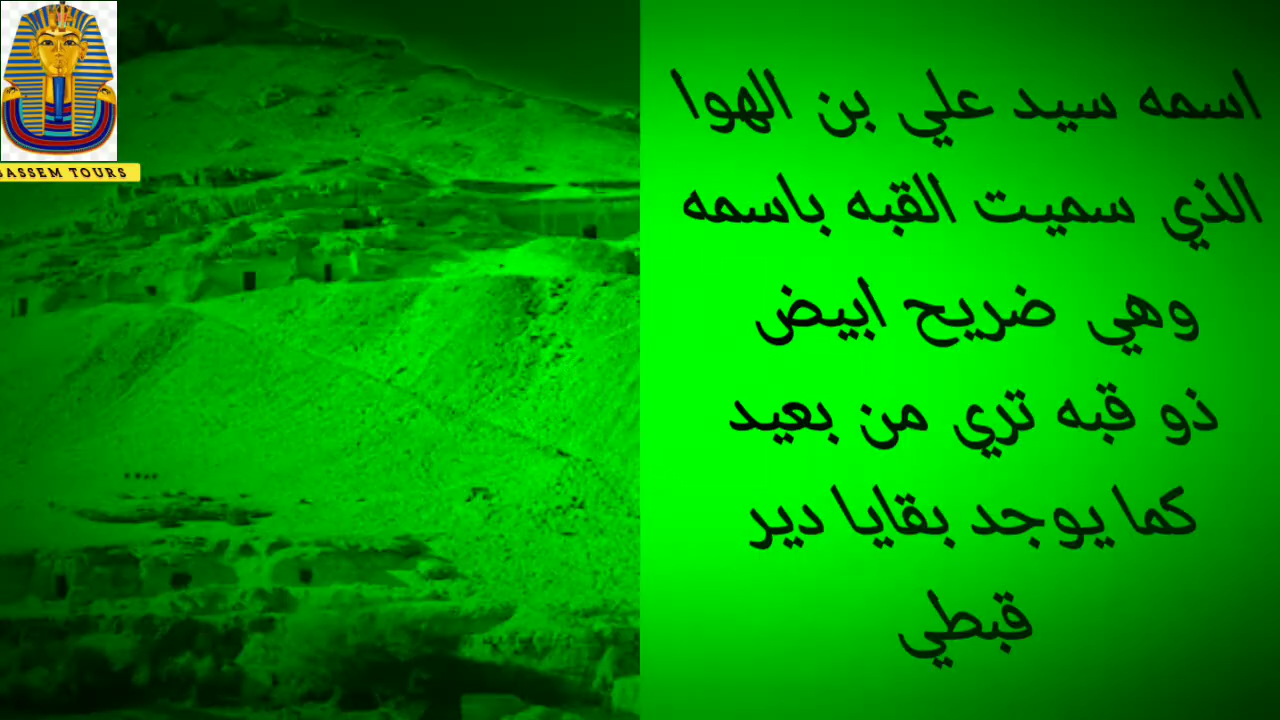 BASSEM TOURS
اسمه سيد علي بن الهوا
الذي سميت القبه باسمه
وهي ضريح ابيض
ذو قبه تري من بعيد
كما يوجد بقايا دير
قبطي